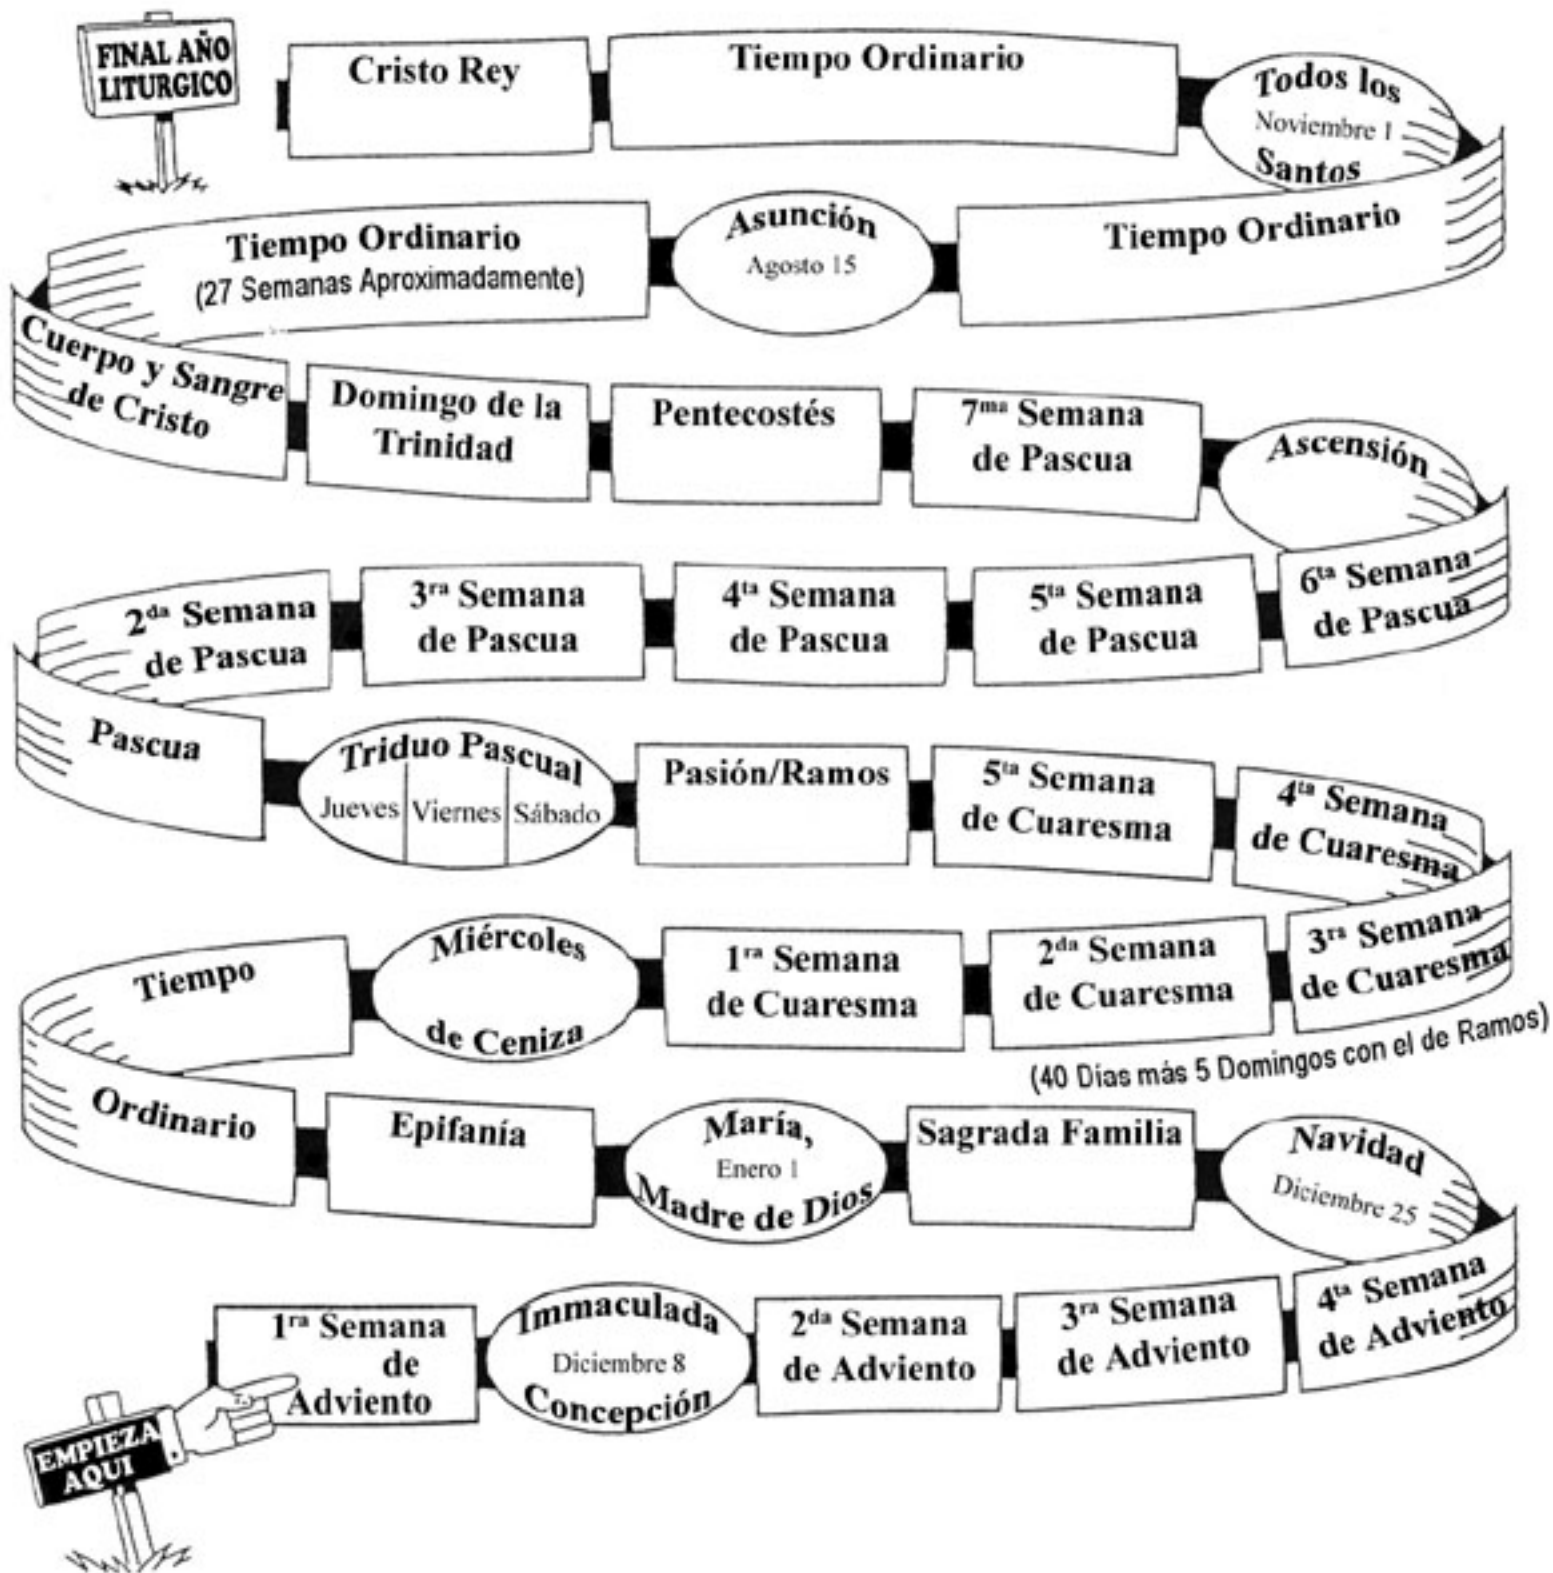 FINAL AÑO
LITURGICO
Cristo Rey
Tiempo Ordinario
Todos los
Noviembre 1
Santos
Tiempo Ordinario
(27 Semanas Aproximadamente)
Asunción
Agosto 15
Tiempo Ordinario
Cuerpo y Sangre
de Cristo
Domingo de la
Trinidad
Pentecostés
7ma Semana
de Pascua
Ascensión
2da Semana
de Pascua
3ra Semana
de Pascua
4ta Semana
de Pascua
5ta Semana
de Pascua
6ta Semana
de Pascua
Pascua
Triduo Pascual
Jueves Viernes Sábado
Pasión/Ramos
5ta Semana
de Cuaresma
4ta Semana
de Cuaresma
Tiempo
Miércoles
de Ceniza
1ra Semana
de Cuaresma
2da Semana
de Cuaresma
3ra Semana
de Cuaresma
(40 Días más 5 Domingos con el de Ramos)
Ordinario
Epifanía
María,
Enero 1
Madre de Dios
Sagrada Familia
Navidad
Diciembre 25
1ra Semana
de
Adviento
Immaculada
Diciembre 8
Concepción
2da Semana
de Adviento
3ra Semana
de Adviento
4ta Semana
de Adviento
EMPIEZA
AQUI